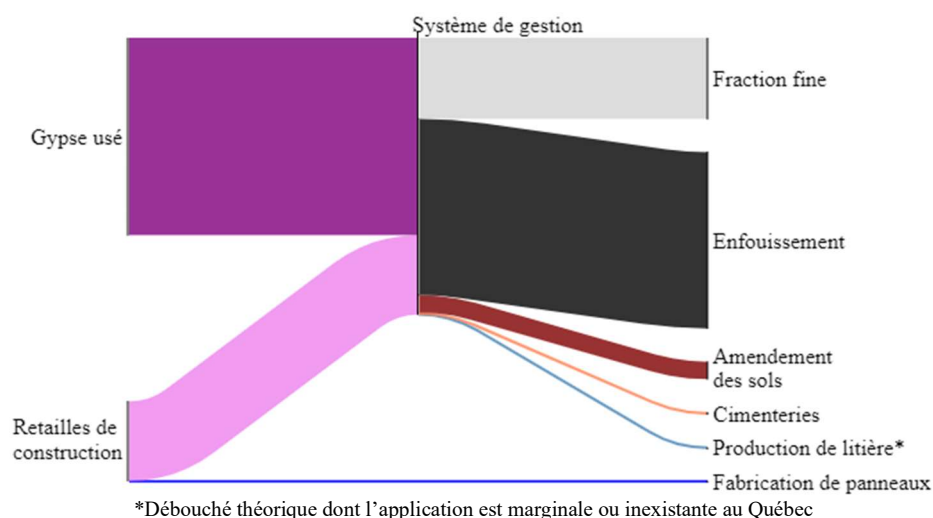 Système de gestion
Gypse usé
Fraction fine
Enfouissement
Amendement
des sols
Retailles de
construction
Cimenteries
Production de litière*
Fabrication de panneaux
*Débouché théorique dont l'application est marginale ou inexistante au Québec